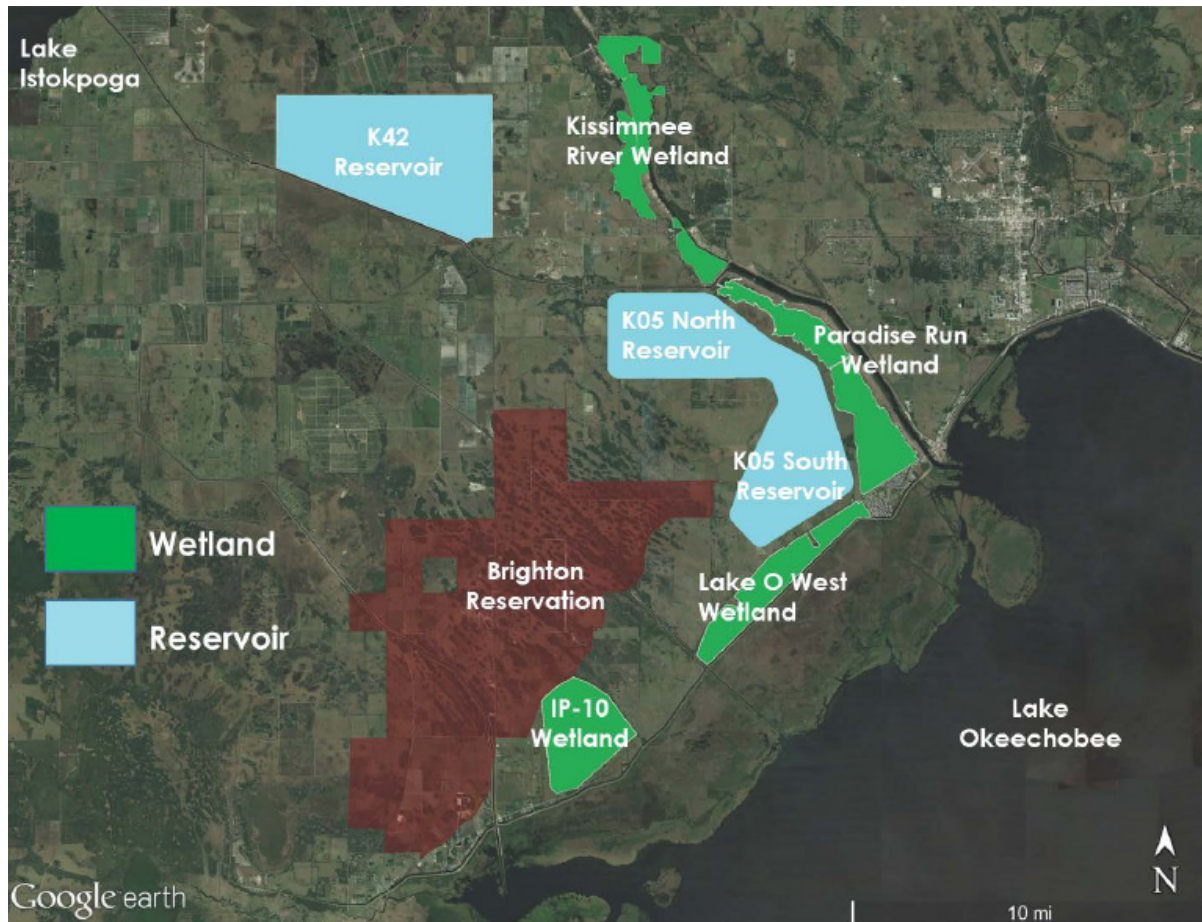 Lake
Istokpoga
K42
Reservoir
Kissimmee
River Wetland
K05 North
Reservoir
Paradise Run
Wetland
K05 South
Reservoir
Wetland
Brighton
Reservation
Lake O West
Wetland
Reservoir
IP-10
Wetland
Lake
Okeechobee
N
Google earth
10 mi